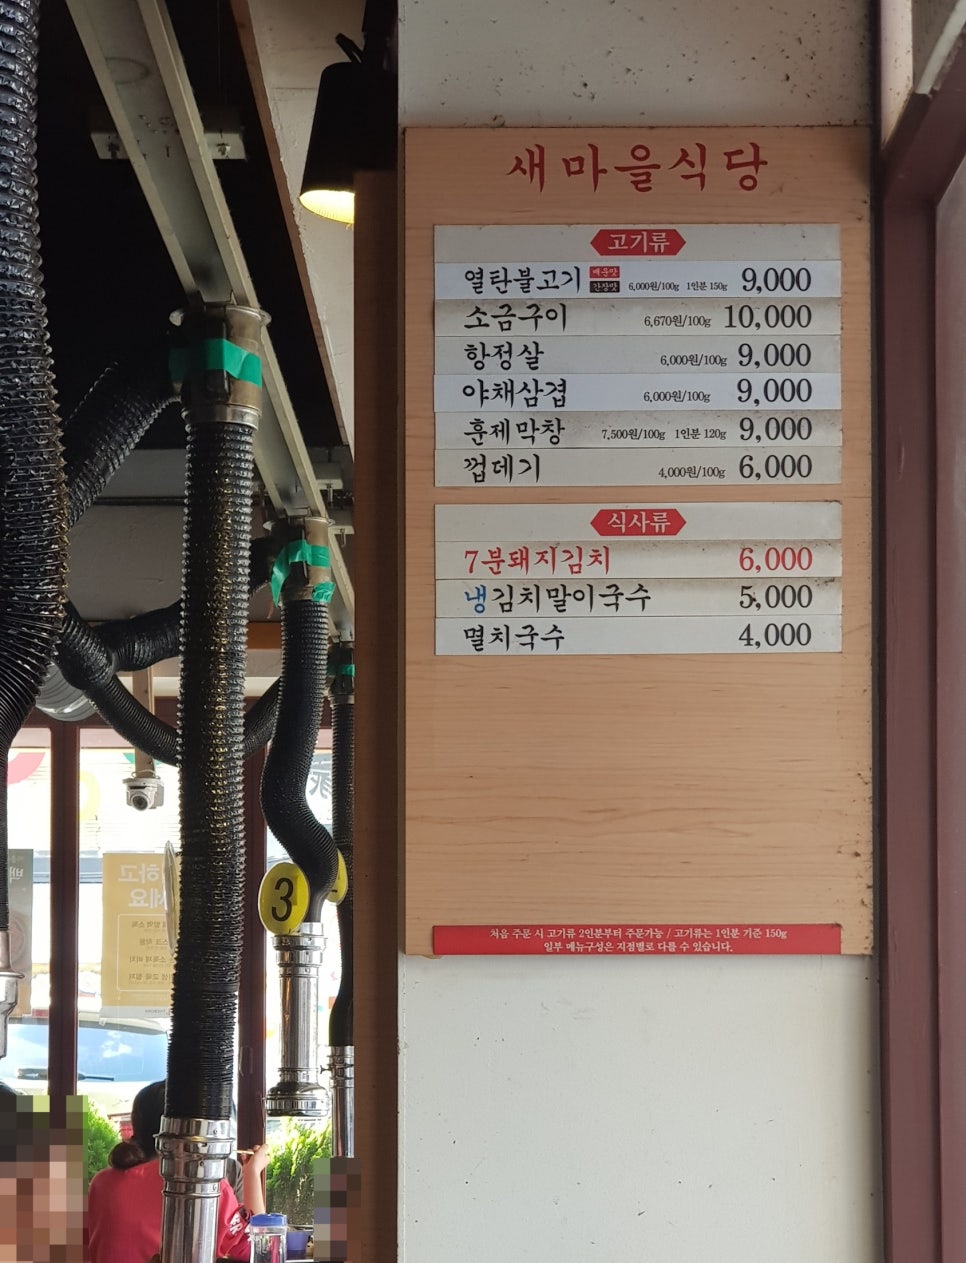 새마을식당
고기류
열탄불고기 매운맛 간장맛 6,000원/100g 1인분 150g 9,000
소금구이 6,670원/100g 10,000
항정살 6,000원/100g 9,000
야채삼겹 6,000원/100g 9,000
훈제막창 7,500원/100g 1인분 120g 9,000
껍데기 4,000원/100g 6,000
식사류
7분돼지김치 6,000
냉김치말이국수 5,000
멸치국수 4,000
처음 주문 시 고기류 2인분부터 주문가능 / 고기류는 1인분 기준 150g
일부 메뉴구성은 지점별로 다를 수 있습니다.
3
하고
세요